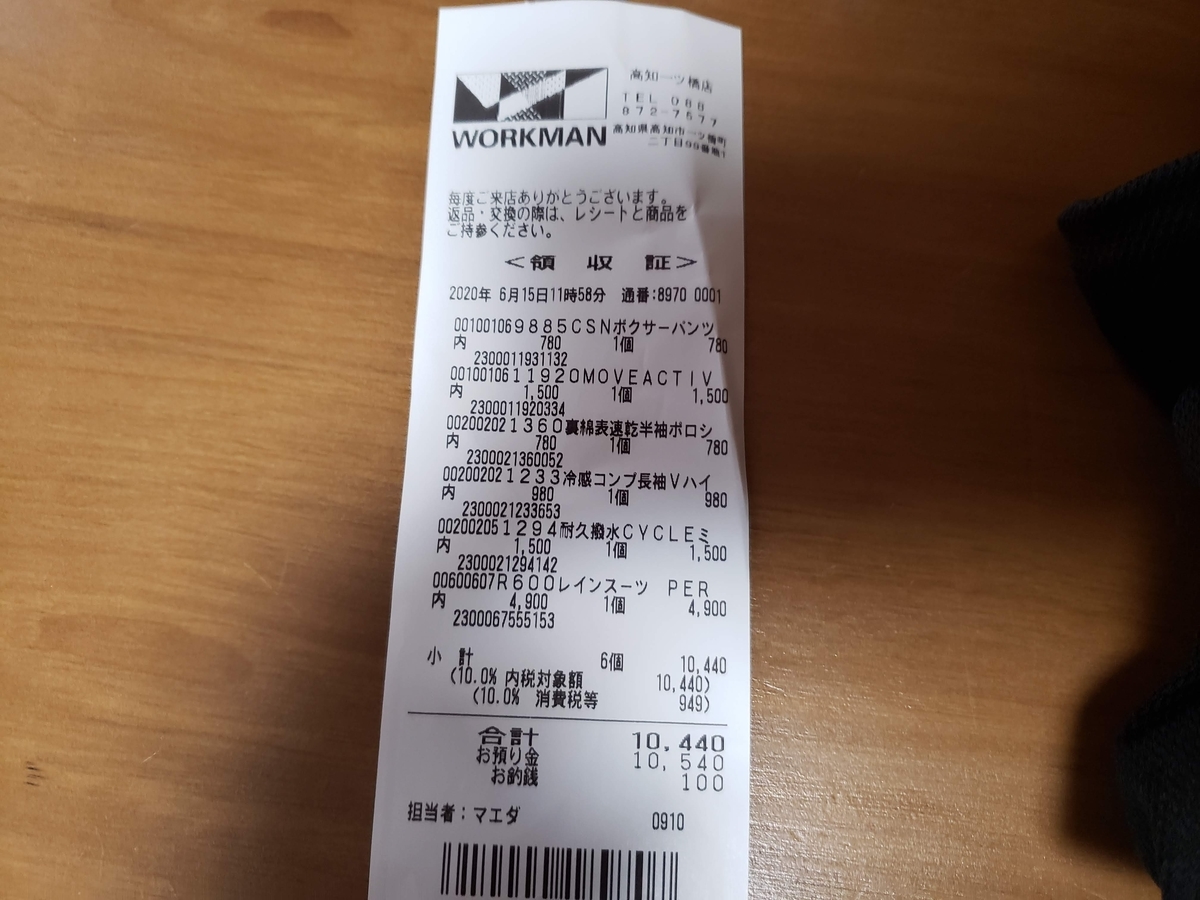 高知一ツ橋店
TEL 088
872-7577
高知県高知市一ツ橋町
二丁目99番地1
WORKMAN
毎度ご来店ありがとうございます。
返品・交換の際は、レシートと商品を
ご持参ください。
<領 収 証>
2020年 6月15日11時58分 通番:8970 0001
001001069885CSNボクサーパンツ
内 780 1個 780
2300011931132
0010010611920MOVEACTIV
内 1,500 1個 1,500
2300011920334
002002021360裏綿表速乾半袖ポロシ
内 780 1個 780
2300021360052
002002021233冷感コンプ長袖Vハイ
内 980 1個 980
2300021233653
002002051294耐久撥水CYCLEミ
内 1,500 1個 1,500
2300021294142
00600607R600レインスーツ PER
内 4,900 1個 4,900
2300067555153
小 計 6個 10,440
(10.0% 内税対象額 10,440)
(10.0% 消費税等 949)
合計 10,440
お預り金 10,540
お釣銭 100
担当者:マエダ 0910